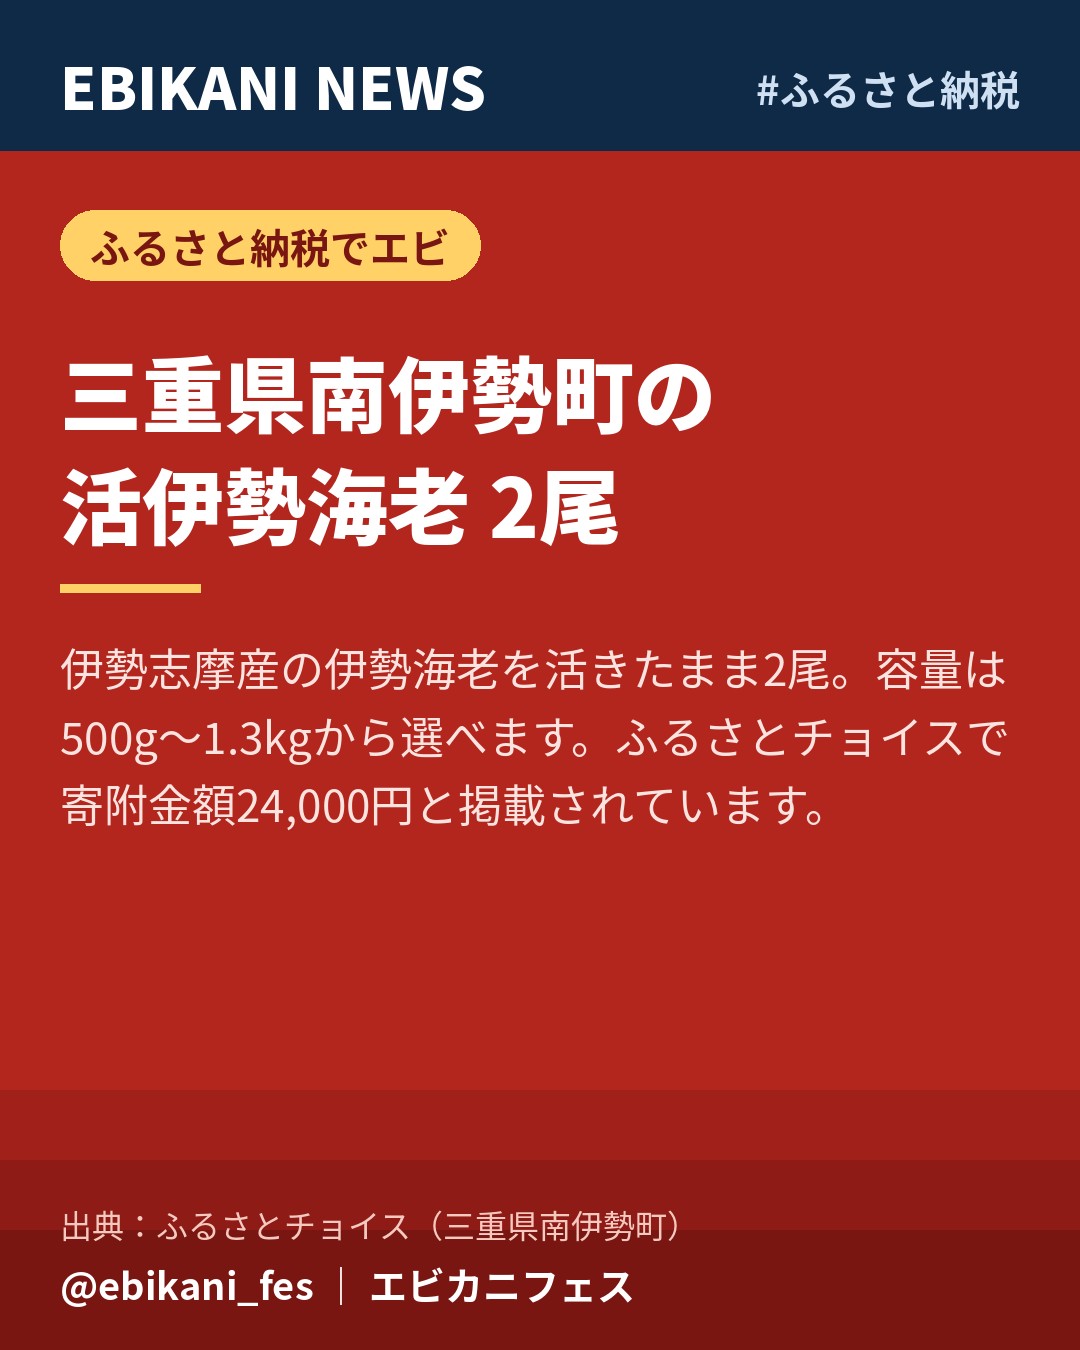 EBIKANI NEWS
#ふるさと納税
ふるさと納税でエビ
三重県南伊勢町の
活伊勢海老 2尾
伊勢志摩産の伊勢海老を活きたまま2尾。容量は
500g〜1.3kgから選べます。ふるさとチョイスで
寄附金額24,000円と掲載されています。
出典：ふるさとチョイス（三重県南伊勢町）
@ebikani_fes ｜ エビカニフェス